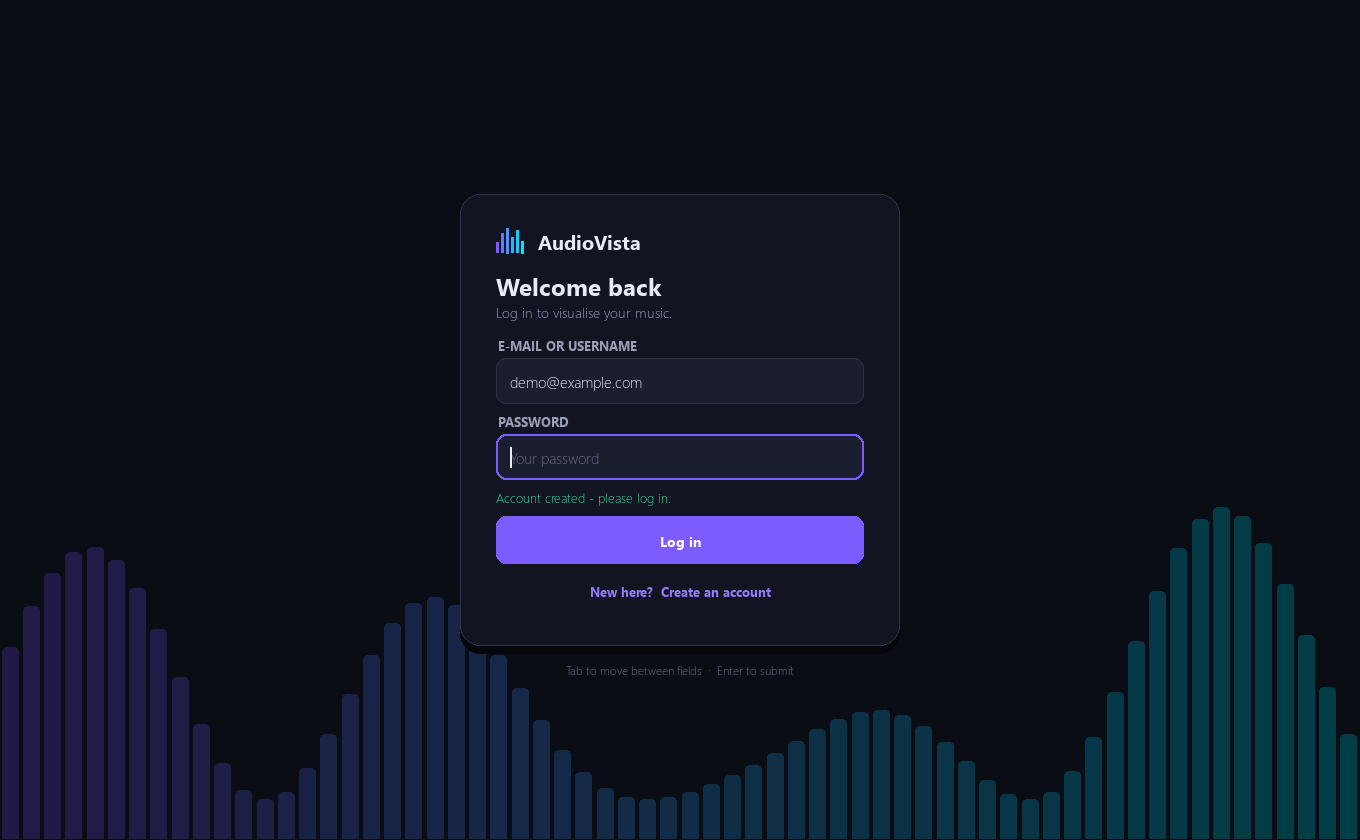 AudioVista
Welcome back
Log in to visualise your music.
E-MAIL OR USERNAME
demo@example.com
PASSWORD
Your password
Account created - please log in.
Log in
New here?  Create an account
Tab to move between fields  ·  Enter to submit